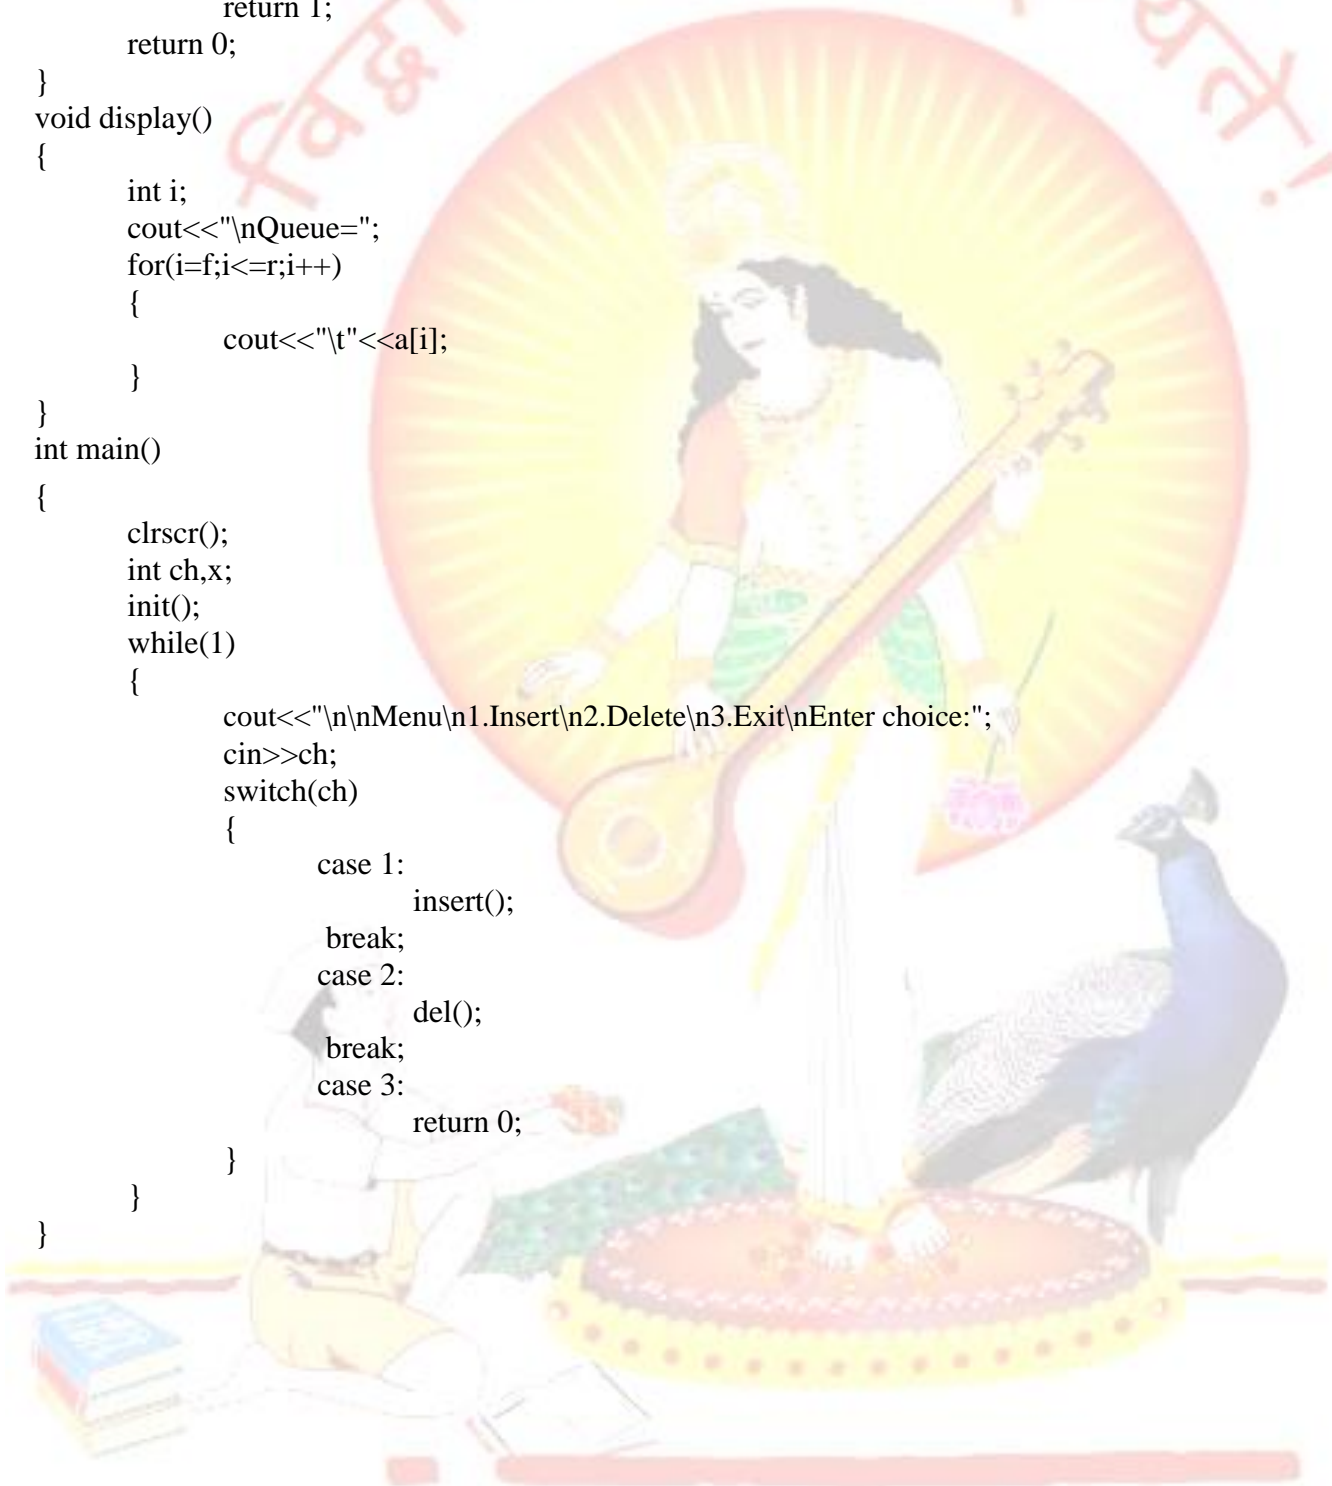 return 1;
return 0;
}
void display()
{
int i;
cout<<"\nQueue=";
for(i=f;i<=r;i++)
{
cout<<"\t"<<a[i];
}
}
int main()
{
clrscr();
int ch,x;
init();
while(1)
{
cout<<"\n\nMenu\n1.Insert\n2.Delete\n3.Exit\nEnter choice:";
cin>>ch;
switch(ch)
{
case 1:
insert();
break;
case 2:
del();
break;
case 3:
return 0;
}
}
}